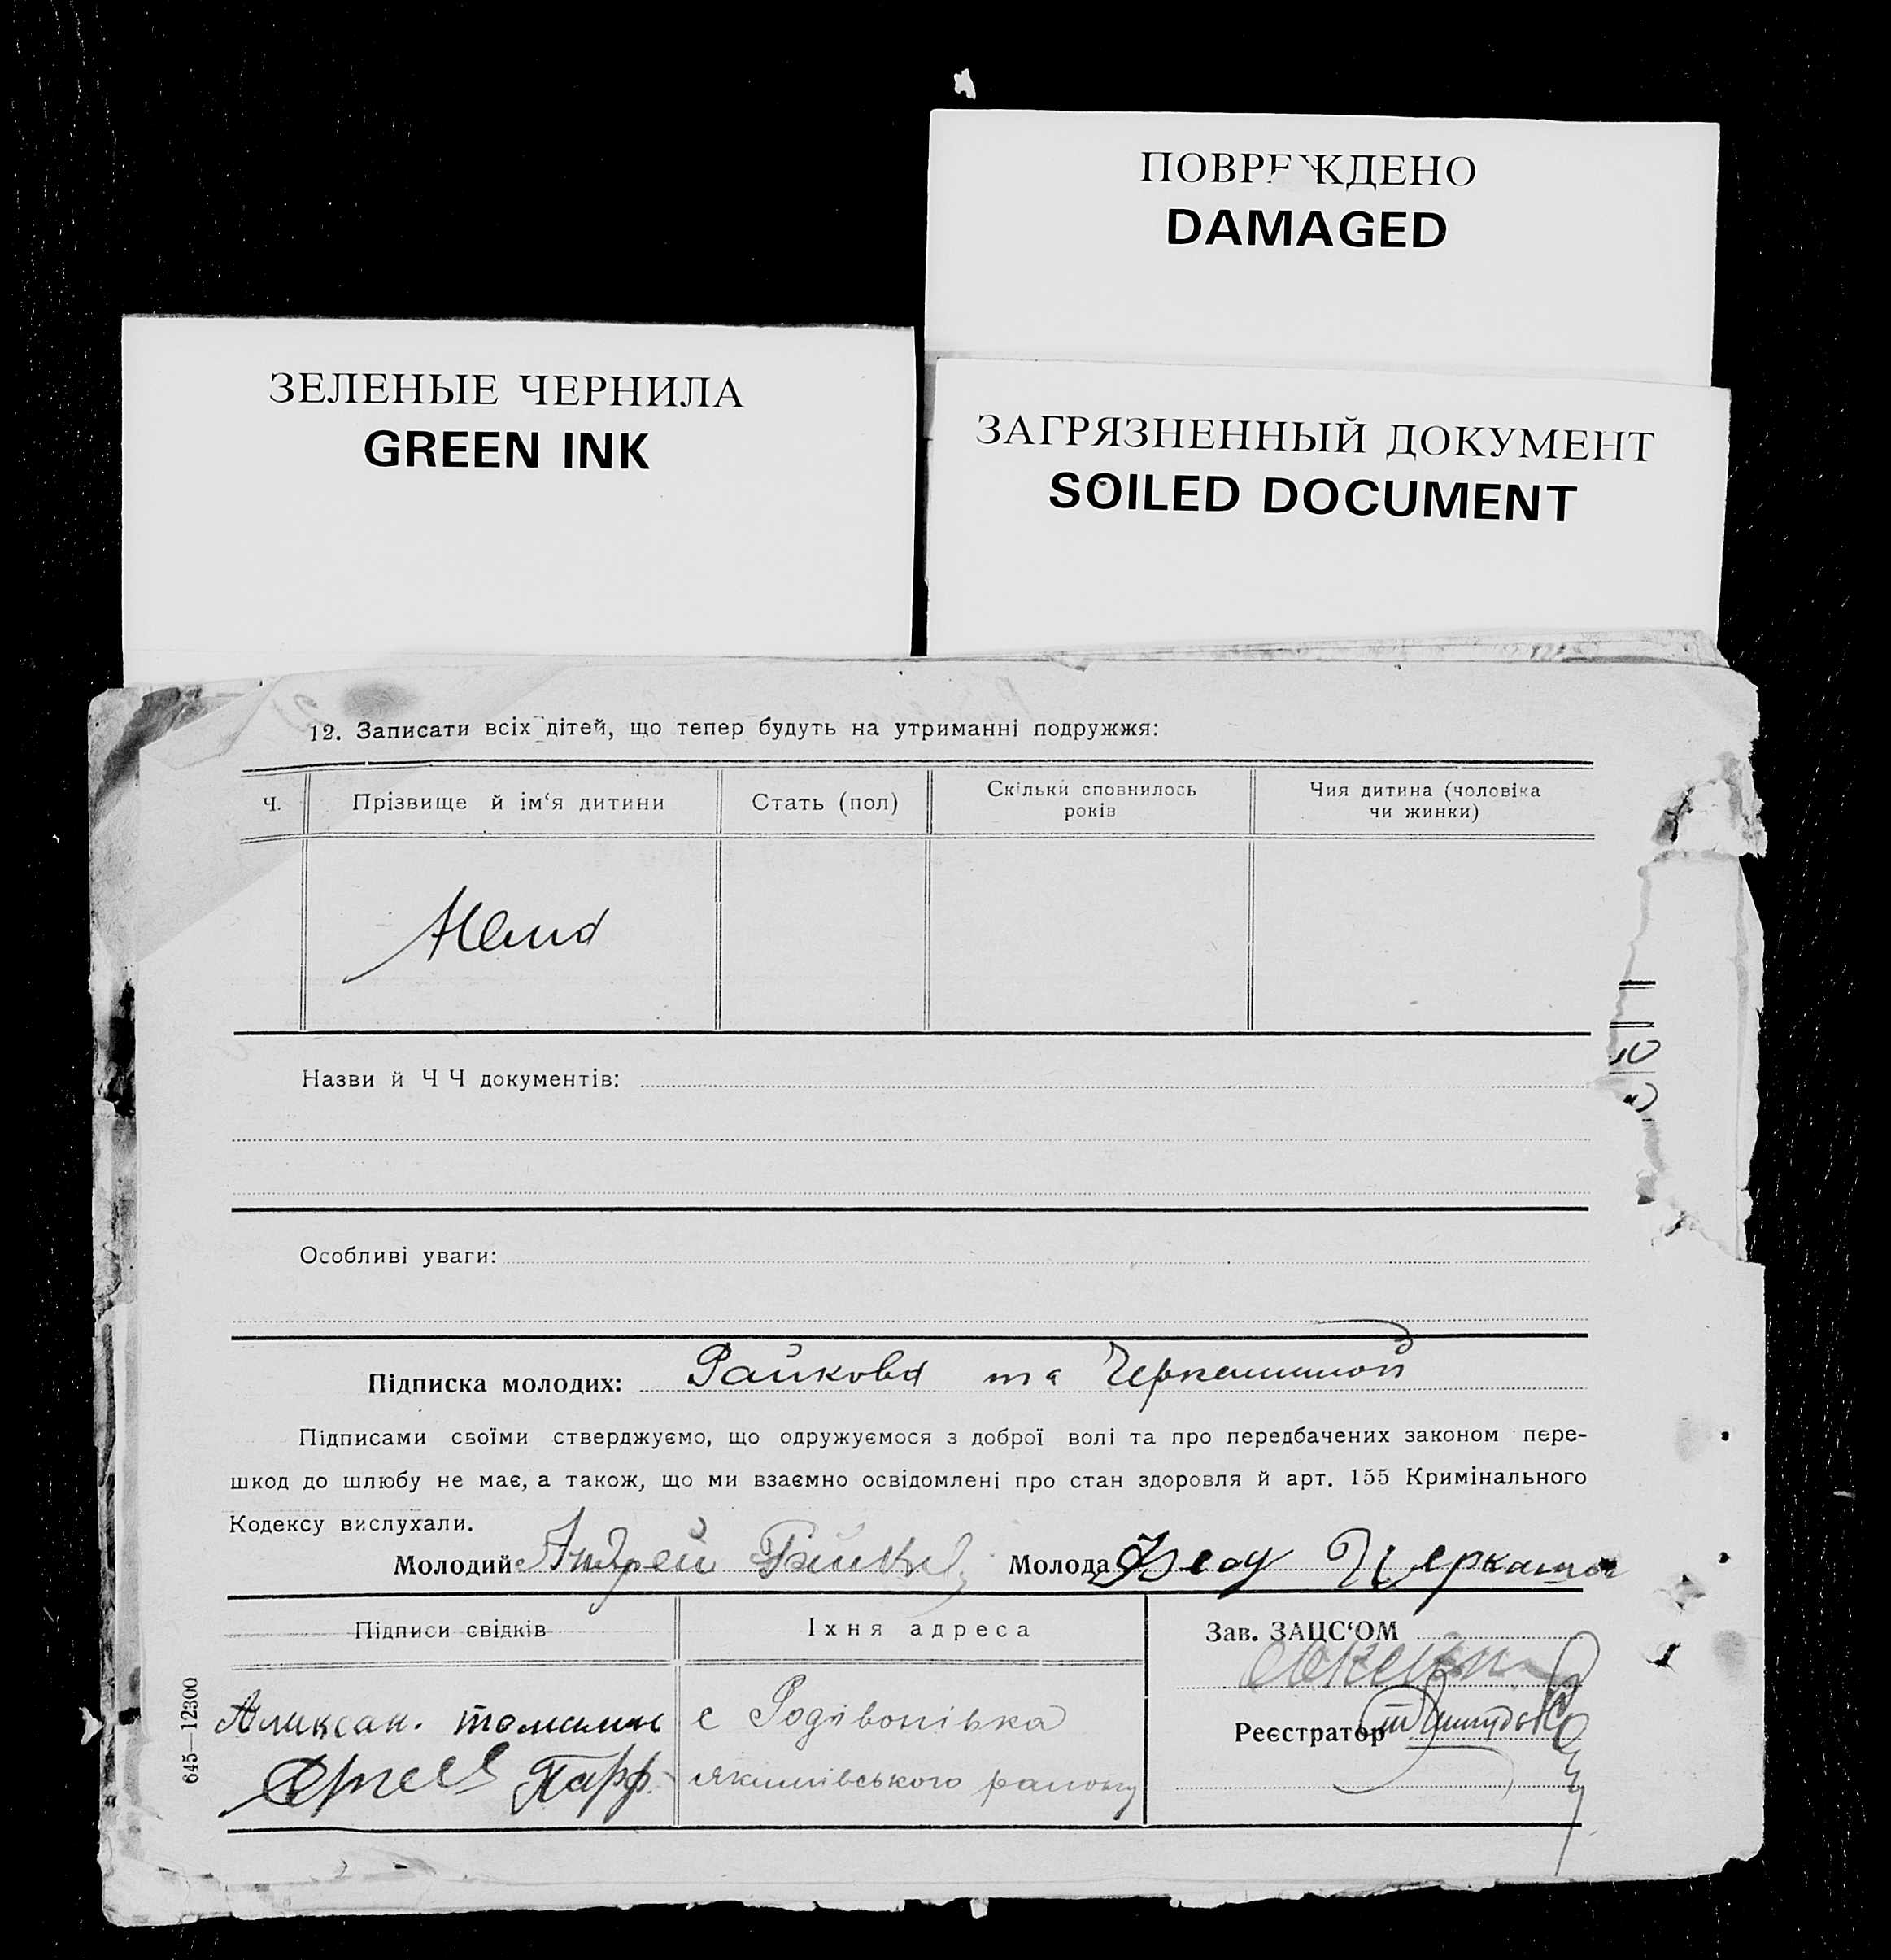 ПОВРЕЖДЕНО
DAMAGED
ЗЕЛЕНЫЕ ЧЕРНИЛА
GREEN INK
ЗАГРЯЗНЕННЫЙ ДОКУМЕНТ
SOILED DOCUMENT
12. Записати всіх дітей, що тепер будуть на утриманні подружжя:
Ч.
Прізвище й ім‘я дитини
Стать (пол)
Скільки сповнилось
років
Чия дитина (чоловіка
чи жинки)
Нема
Назви й Ч Ч документів:
Особливі уваги:
Підписка молодих: Райкова та
Підписами своїми стверджуємо, що одружуємося з доброї волі та про передбачених законом пере-
шкод до шлюбу не має, а також, що ми взаємно освідомлені про стан здоровля й арт. 155 Кримінального
Кодексу вислухали.
Молодий Андрей Молода
Підписи свідків
Їхня адреса
Зав. ЗАЦС‘ОМ
с Родівонівка
Реєстратор
Якимівського району
645—12300